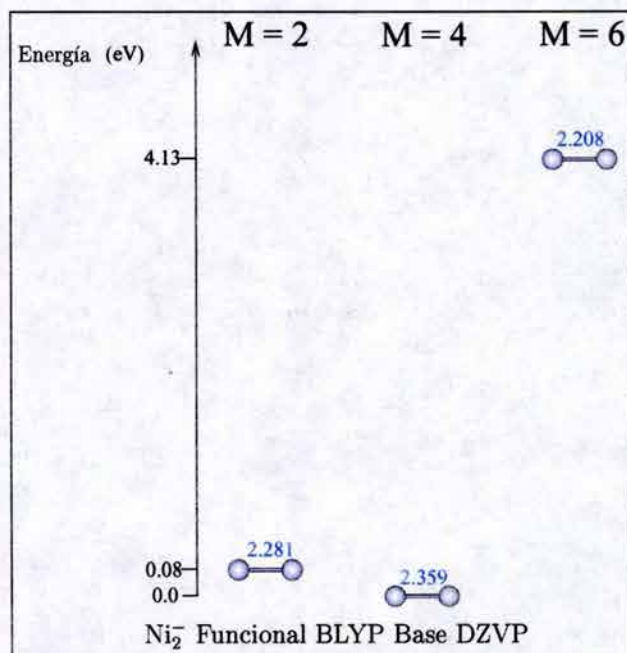 M = 2 M = 4 M = 6
Energía (eV)
2.208
4.13
2.281
0.08
2.359
0.0
Ni₂⁻ Funcional BLYP Base DZVP